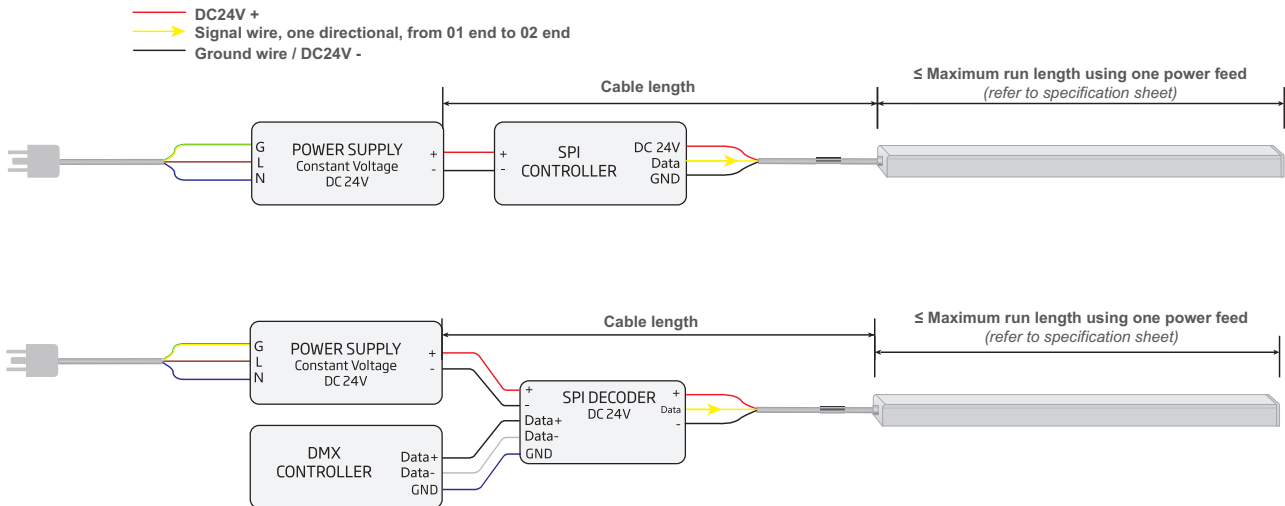 DC24V +
Signal wire, one directional, from 01 end to 02 end
Ground wire / DC24V -
Cable length
≤ Maximum run length using one power feed
(refer to specification sheet)
G
L
N
POWER SUPPLY
Constant Voltage
DC 24V
+
-
+
-
SPI
CONTROLLER
DC 24V
Data
GND
Cable length
≤ Maximum run length using one power feed
(refer to specification sheet)
G
L
N
POWER SUPPLY
Constant Voltage
DC 24V
+
-
+
-
Data+
Data-
GND
SPI DECODER
DC 24V
+
Data
-
DMX
CONTROLLER
Data+
Data-
GND